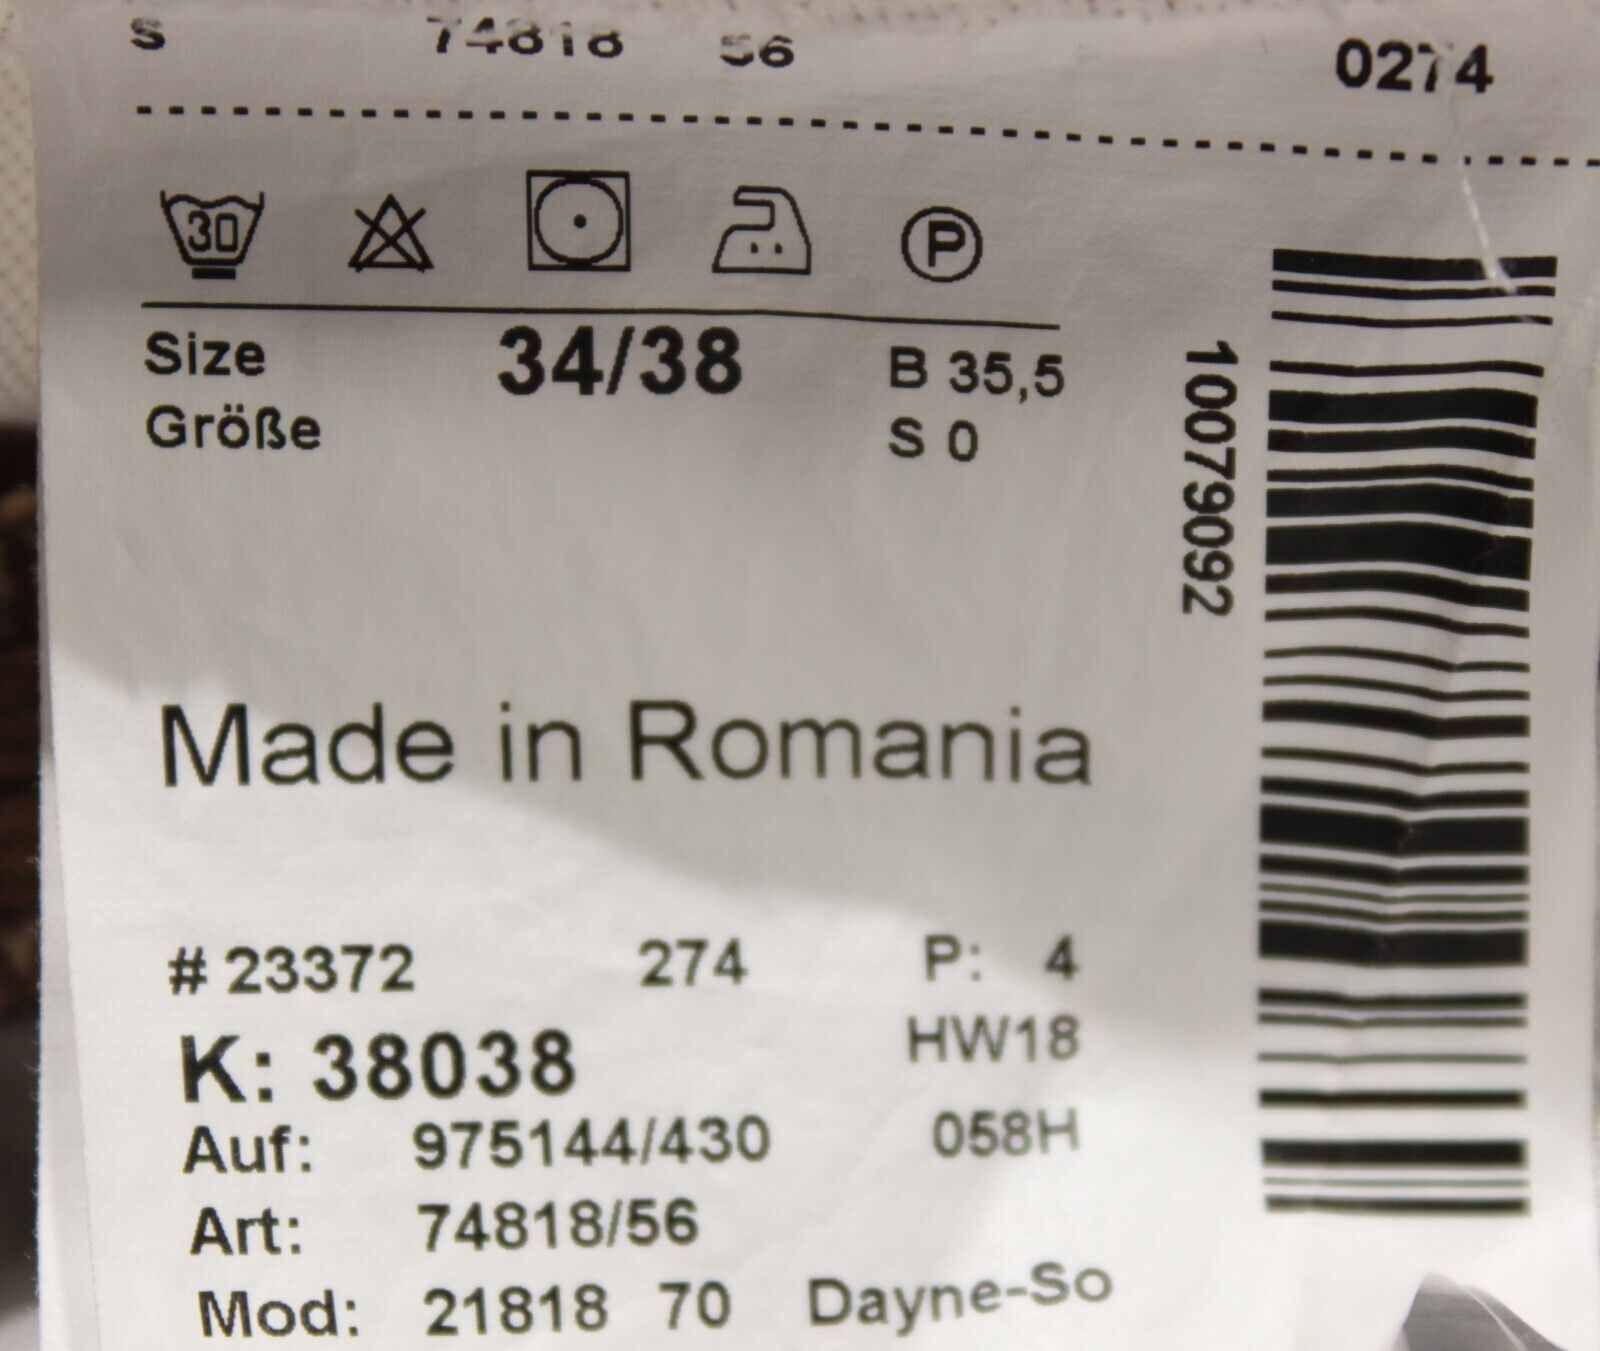 S 74818 56 0274
30 P
Size 34/38 B 35,5
Größe S 0
10079092
Made in Romania
# 23372 274 P: 4
K: 38038 HW18
Auf: 975144/430 058H
Art: 74818/56
Mod: 21818 70 Dayne-So